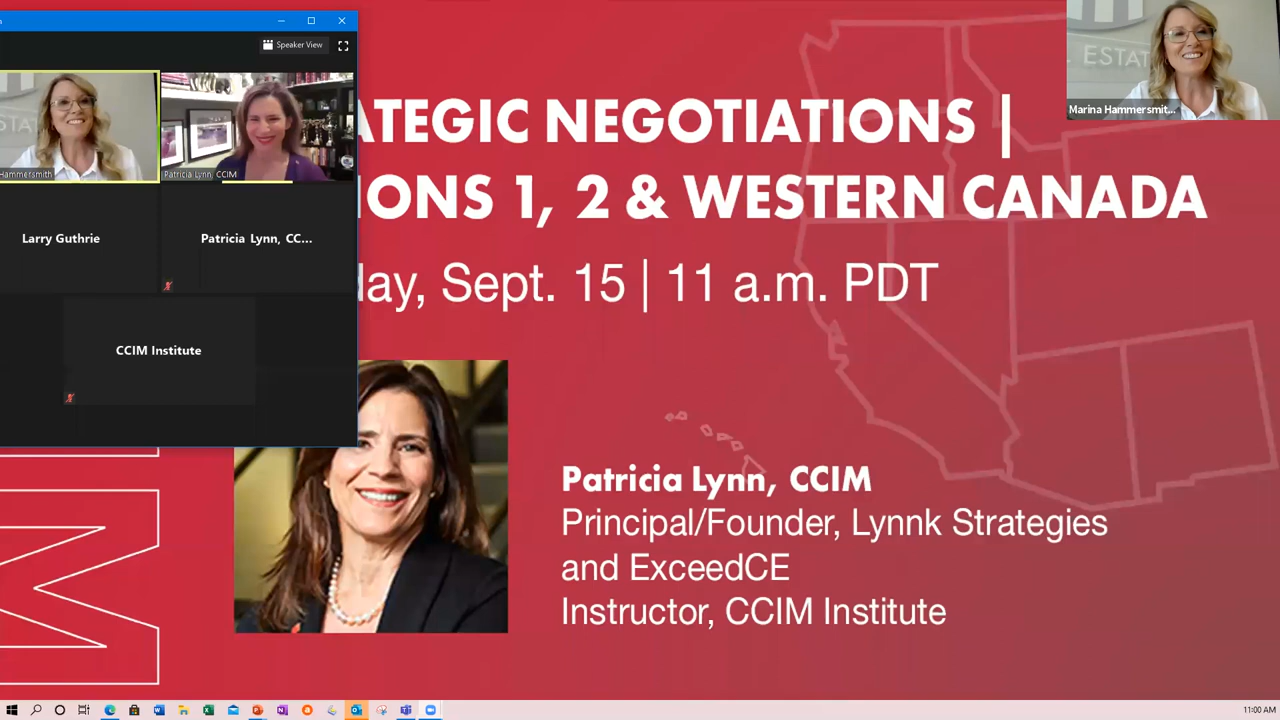 Speaker View
Hammersmith
Patricia Lynn, CCIM
Larry Guthrie
Patricia Lynn, CC...
CCIM Institute
ATEGIC NEGOTIATIONS |
IONS 1, 2 & WESTERN CANADA
day, Sept. 15 | 11 a.m. PDT
ESTATE
Marina Hammersmit...
Patricia Lynn, CCIM
Principal/Founder, Lynnk Strategies
and ExceedCE
Instructor, CCIM Institute
M
11:00 AM